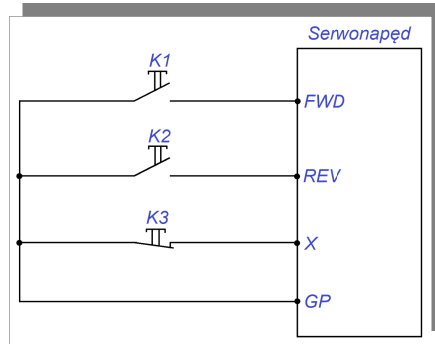 Serwonapęd
K1
FWD
K2
REV
K3
X
GP